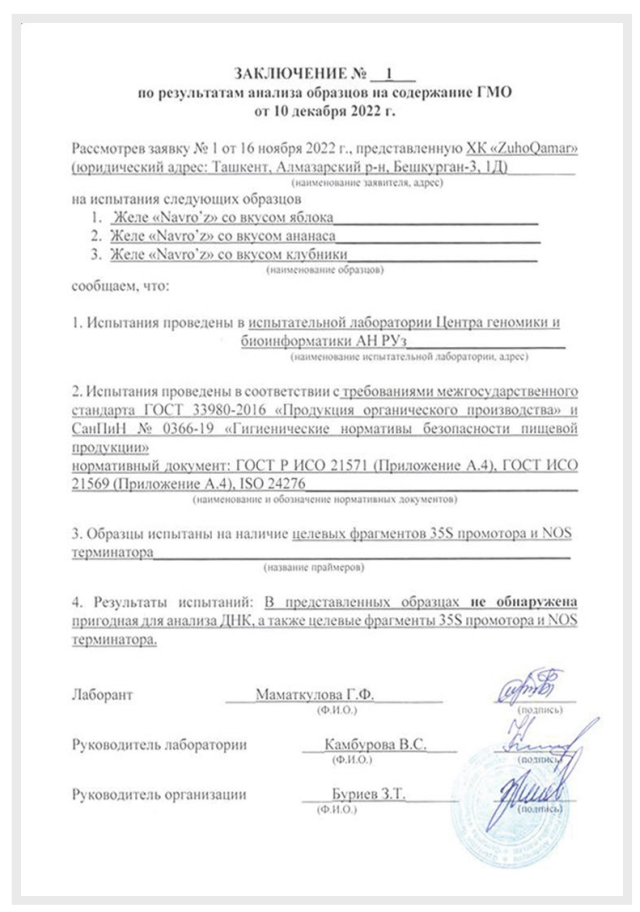 ЗАКЛЮЧЕНИЕ № 1
по результатам анализа образцов на содержание ГМО
от 10 декабря 2022 г.
Рассмотрев заявку № 1 от 16 ноября 2022 г., представленную ХК «ZuhoQamar»
(юридический адрес: Ташкент, Алмазарский р-н, Бешкурган-3, 1Д)
(наименование заявителя, адрес)
на испытания следующих образцов
1. Желе «Navro'z» со вкусом яблока
2. Желе «Navro'z» со вкусом ананаса
3. Желе «Navro'z» со вкусом клубники
(наименование образцов)
сообщаем, что:
1. Испытания проведены в испытательной лаборатории Центра геномики и
биоинформатики АН РУз
(наименование испытательной лаборатории, адрес)
2. Испытания проведены в соответствии с требованиями межгосударственного
стандарта ГОСТ 33980-2016 «Продукция органического производства» и
СанПиН № 0366-19 «Гигиенические нормативы безопасности пищевой
продукции»
нормативный документ: ГОСТ Р ИСО 21571 (Приложение А.4), ГОСТ ИСО
21569 (Приложение А.4), ISO 24276
(наименование и обозначение нормативных документов)
3. Образцы испытаны на наличие целевых фрагментов 35S промотора и NOS
терминатора
(название праймеров)
4. Результаты испытаний: В представленных образцах не обнаружена
пригодная для анализа ДНК, а также целевые фрагменты 35S промотора и NOS
терминатора.
Лаборант Маматкулова Г.Ф.
(Ф.И.О.) (подпись)
Руководитель лаборатории Камбурова В.С.
(Ф.И.О.) (подпись)
Руководитель организации Буриев З.Т.
(Ф.И.О.) (подпись)